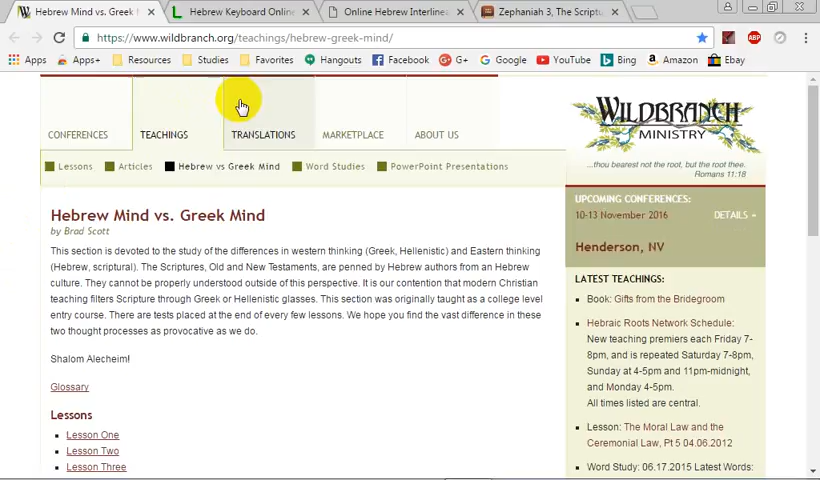 Hebrew Mind vs. Greek
Hebrew Keyboard Online
Online Hebrew Interlinea
Zephaniah 3, The Scriptu
https://www.wildbranch.org/teachings/hebrew-greek-mind/
Apps
Apps+
Resources
Studies
Favorites
Hangouts
Facebook
Google
YouTube
Bing
Amazon
Ebay
CONFERENCES
TEACHINGS
TRANSLATIONS
MARKETPLACE
ABOUT US
Lessons
Articles
Hebrew vs Greek Mind
Word Studies
PowerPoint Presentations
WILDBRANCH
MINISTRY
...thou bearest not the root, but the root thee.
Romans 11:18
Hebrew Mind vs. Greek Mind
by Brad Scott
This section is devoted to the study of the differences in western thinking (Greek, Hellenistic) and Eastern thinking
(Hebrew, scriptural). The Scriptures, Old and New Testaments, are penned by Hebrew authors from an Hebrew
culture. They cannot be properly understood outside of this perspective. It is our contention that modern Christian
teaching filters Scripture through Greek or Hellenistic glasses. This section was originally taught as a college level
entry course. There are tests placed at the end of every few lessons. We hope you find the vast difference in these
two thought processes as provocative as we do.
Shalom Alecheim!
Glossary
Lessons
Lesson One
Lesson Two
Lesson Three
UPCOMING CONFERENCES:
10-13 November 2016
DETAILS
Henderson, NV
LATEST TEACHINGS:
Book: Gifts from the Bridegroom
Hebraic Roots Network Schedule:
New teaching premiers each Friday 7-
8pm, and is repeated Saturday 7-8pm,
Sunday at 4-5pm and 11pm-midnight,
and Monday 4-5pm.
All times listed are central.
Lesson: The Moral Law and the
Ceremonial Law, Pt 5 04.06.2012
Word Study: 06.17.2015 Latest Words: